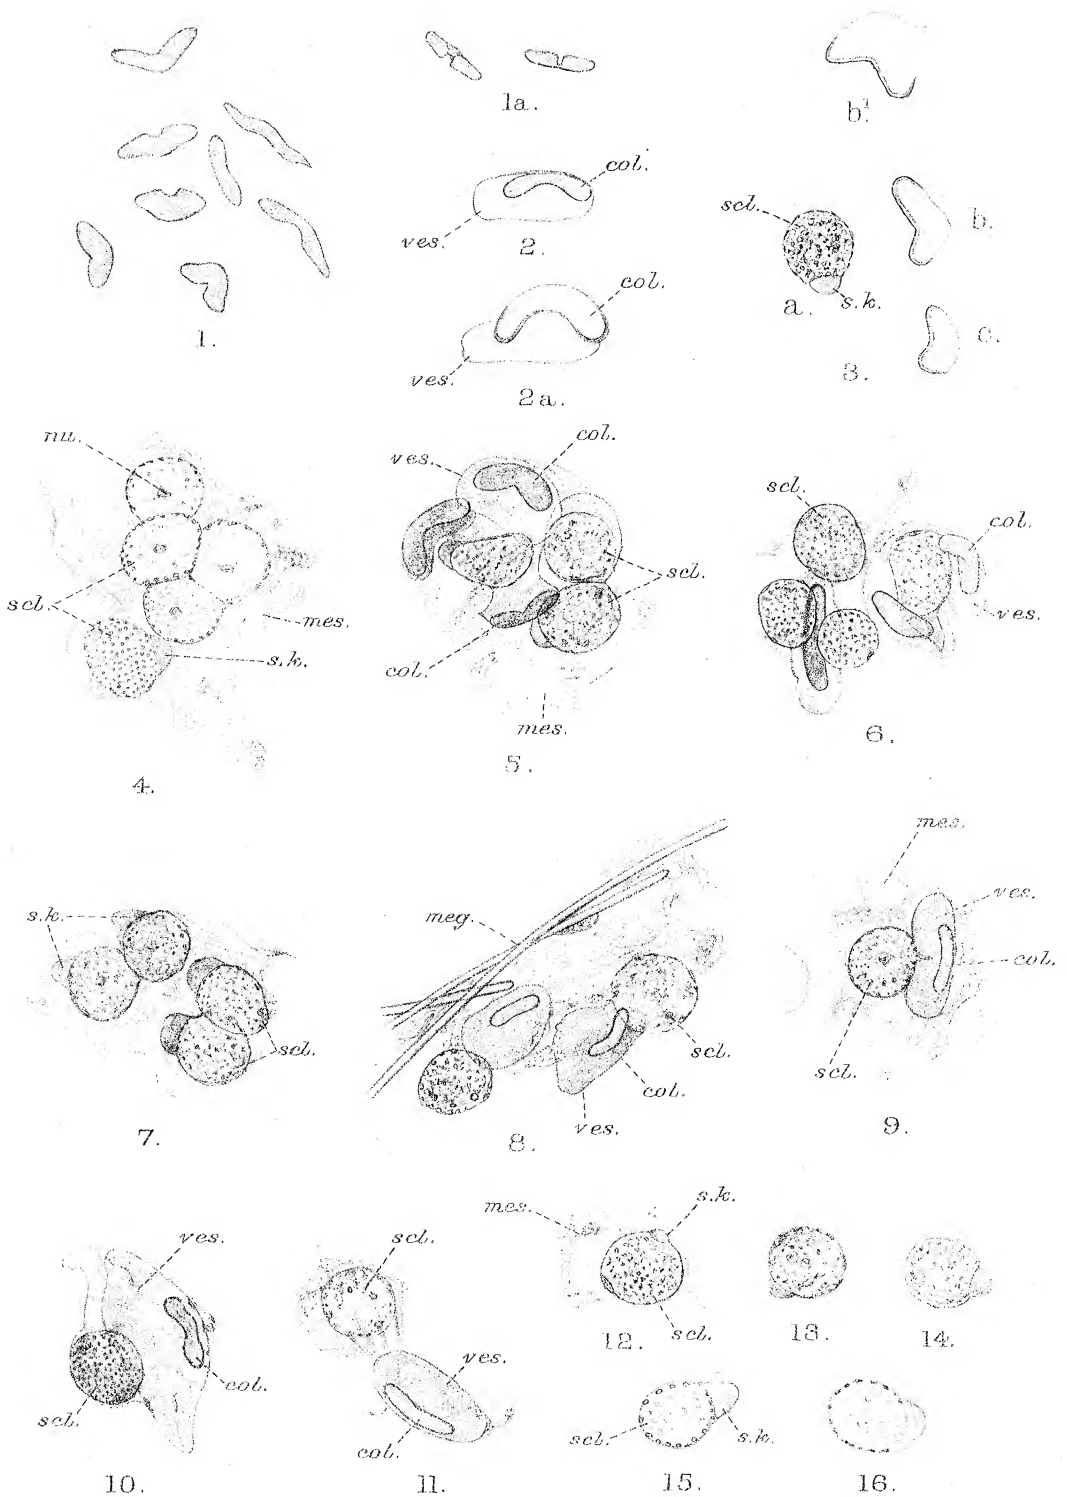 1.
1a.
col.
ves.
2.
col.
ves.
2a.
b¹.
scl.
b.
a.
s.k.
c.
3.
nu.
scl.
mes.
s.k.
4.
col.
ves.
scl.
col.
mes.
5.
scl.
col.
ves.
6.
s.k.
scl.
7.
meg.
scl.
col.
ves.
8.
mes.
ves.
col.
scl.
9.
ves.
col.
scl.
10.
scl.
ves.
col.
11.
mes.
s.k.
scl.
12.
13.
14.
scl.
s.k.
15.
16.